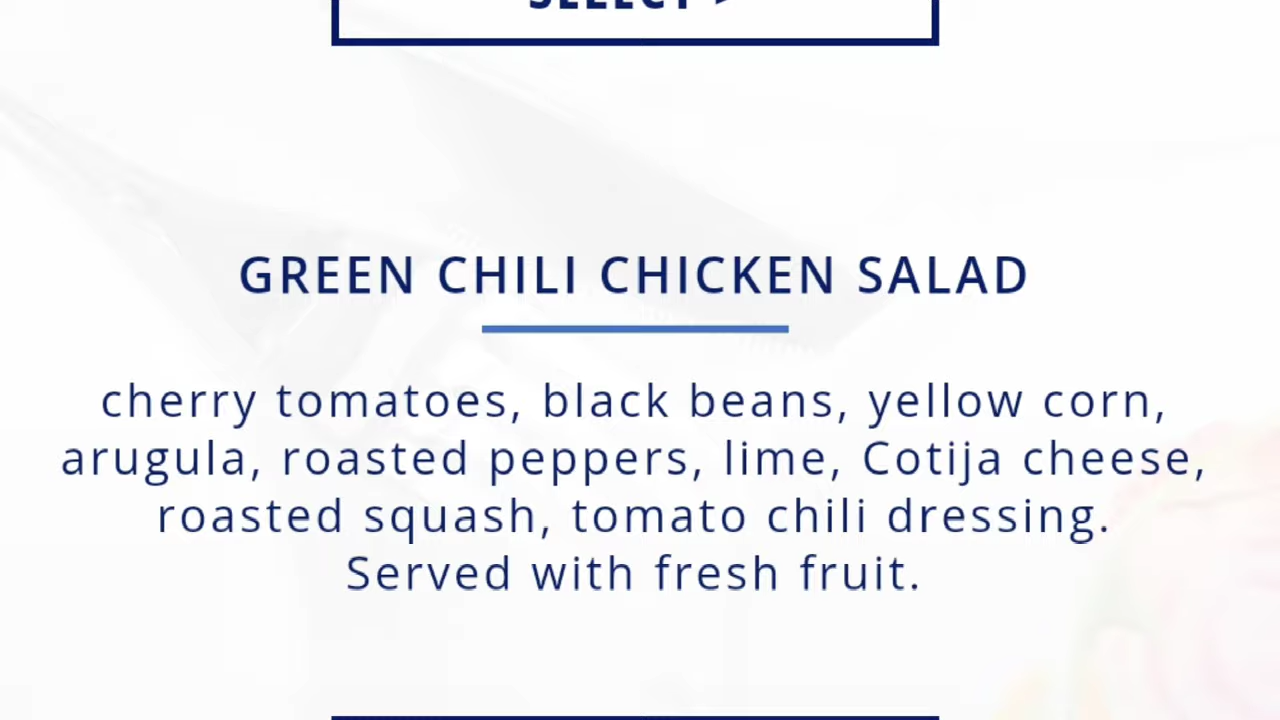 SELECT >
GREEN CHILI CHICKEN SALAD
cherry tomatoes, black beans, yellow corn,
arugula, roasted peppers, lime, Cotija cheese,
roasted squash, tomato chili dressing.
Served with fresh fruit.